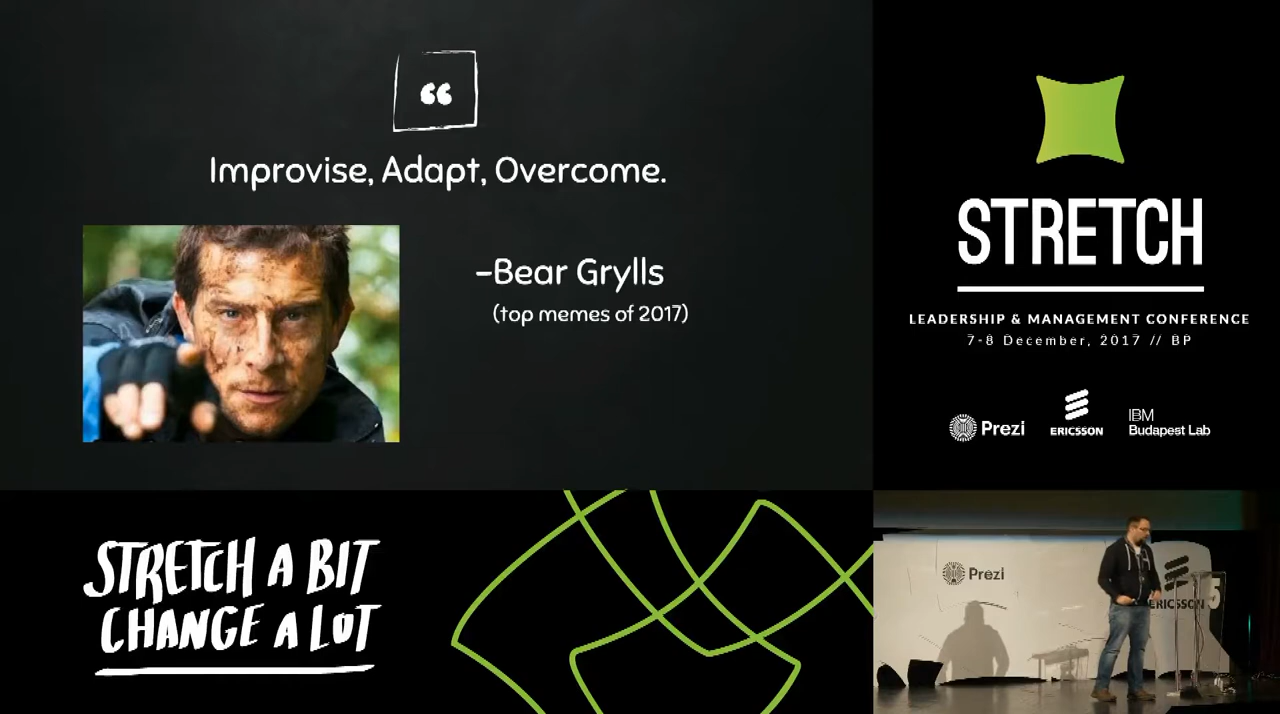 “
Improvise, Adapt, Overcome.
-Bear Grylls
(top memes of 2017)
STRETCH
LEADERSHIP & MANAGEMENT CONFERENCE
7-8 December, 2017 // BP
Prezi
ERICSSON
IBM
Budapest Lab
STRETCH A BIT
CHANGE A LOT
Prezi
ERICSSON
5